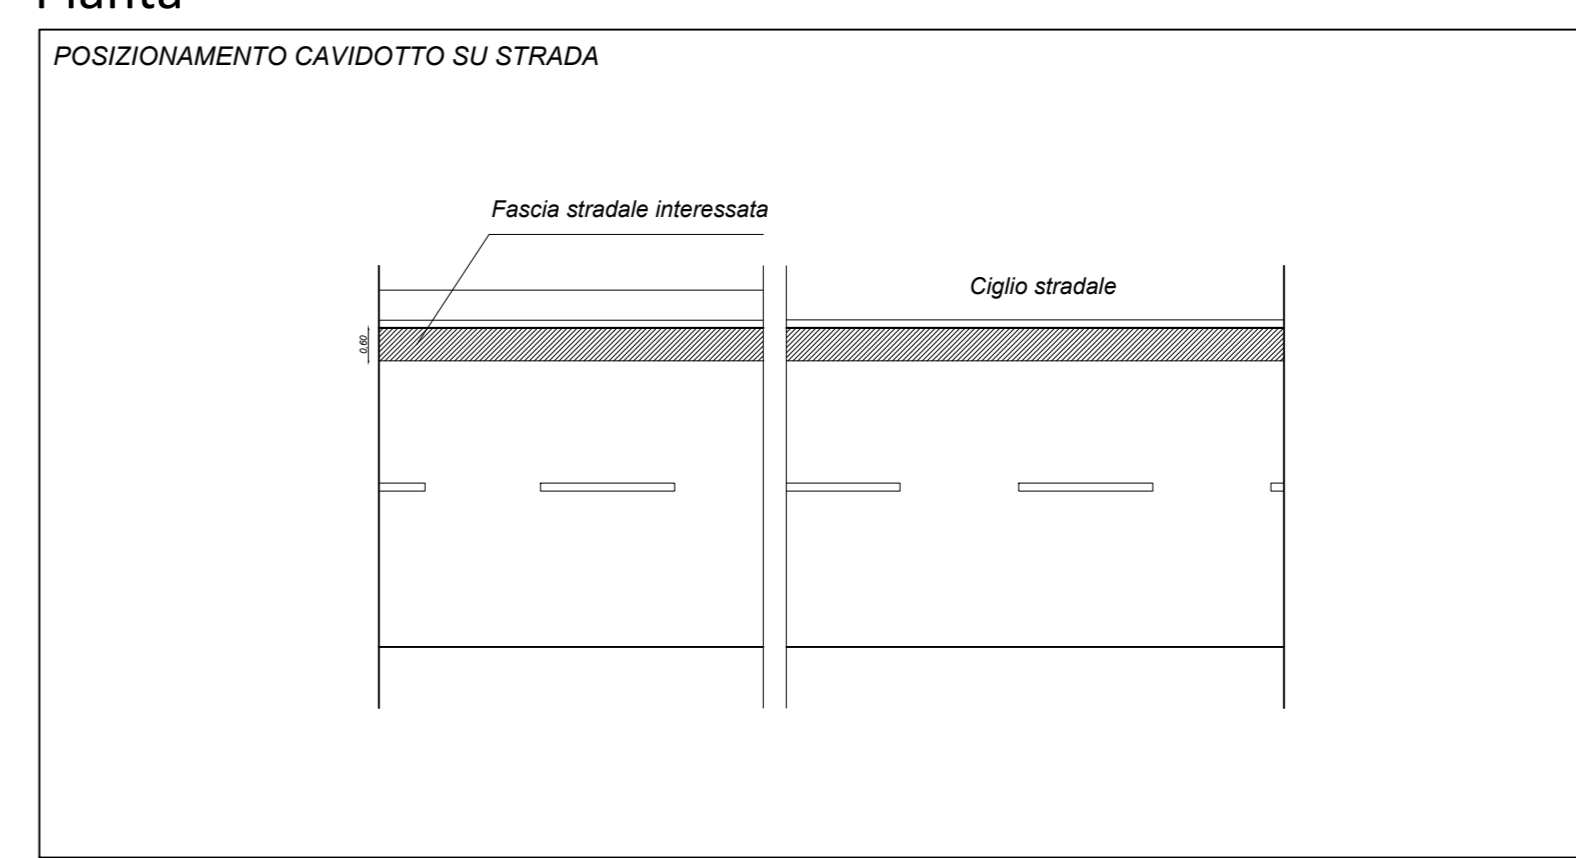 Pianta
POSIZIONAMENTO CAVIDOTTO SU STRADA
Fascia stradale interessata
Ciglio stradale
0,60